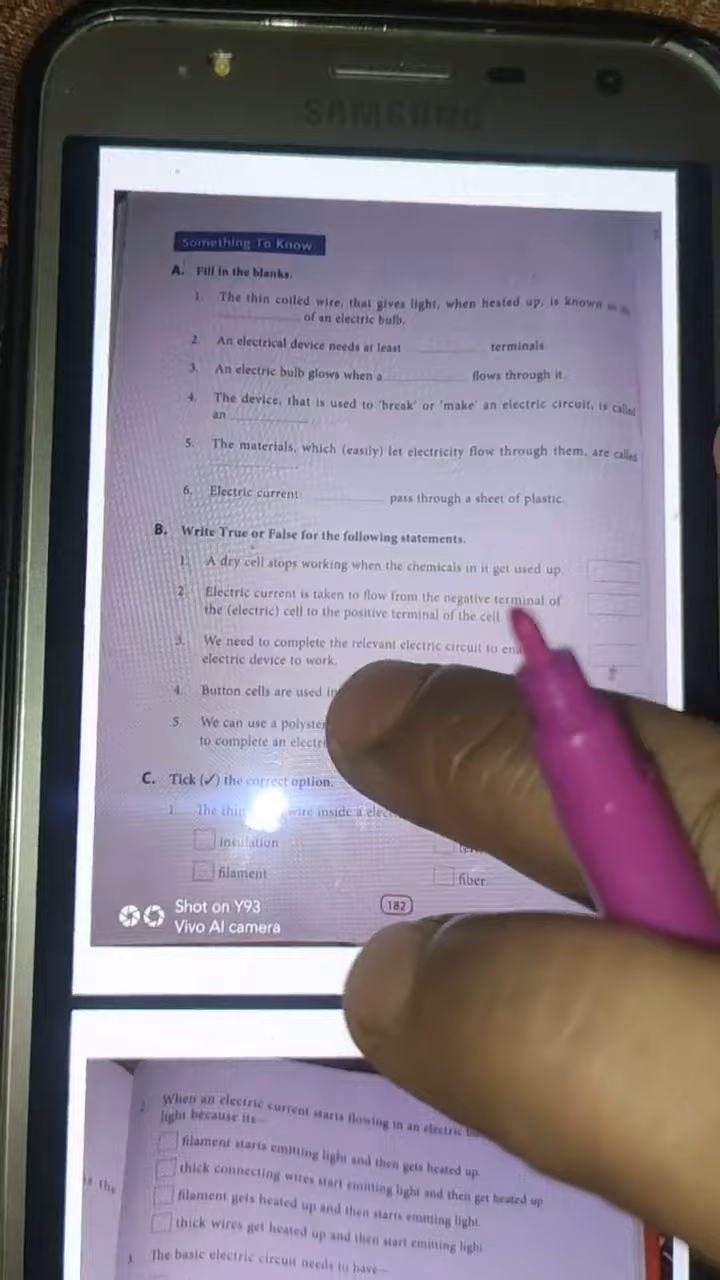 SAMSUNG
Something To Know
A. Fill in the blanks.
1. The thin coiled wire, that gives light, when heated up, is known
____________ of an electric bulb.
2. An electrical device needs at least ____________ terminals.
3. An electric bulb glows when a ____________ flows through it.
4. The device, that is used to 'break' or 'make' an electric circuit, is called
an ____________.
5. The materials, which (easily) let electricity flow through them, are called
____________.
6. Electric current ____________ pass through a sheet of plastic.
B. Write True or False for the following statements.
1. A dry cell stops working when the chemicals in it get used up.
2. Electric current is taken to flow from the negative terminal of
the (electric) cell to the positive terminal of the cell.
3. We need to complete the relevant electric circuit to
electric device to work.
4. Button cells are used
5. We can use a
to complete an
C. Tick (✓) the correct option.
1. The thin wire inside a
insulation
filament
fiber
Shot on Y93
Vivo AI camera
182
2. When an electric current starts flowing in an electric
light because its—
filament starts emitting light and then gets heated up.
thick connecting wires start emitting light and then get heated up
filament gets heated up and then starts emitting light.
thick wires get heated up and then start emitting light
the
3. The basic electric circuit needs to have—